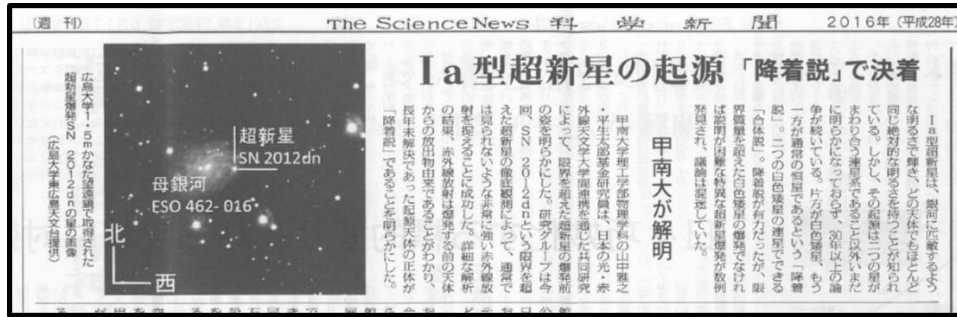 (週 刊)
The Science News 科 学 新 聞
2016年(平成28年)
Ia型超新星の起源「降着説」で決着
甲南大が解明
Ia型超新星は、銀河に匹敵するよう
な明るさで輝き、どの天体でもほとんど
同じ絶対的な明るさを持つことが知られ
ている。しかし、その起源は二つの星が
まわり合う連星系であること以外いまだ
に明らかになっておらず、30年以上の論
争が続いている。片方が白色矮星、もう
一方が通常の恒星であるという「降着
説」。二つの白色矮星の連星でできる
「合体説」。降着説が有力だったが、限
界質量を超えた白色矮星の爆発でなけれ
ば説明が困難な特異な超新星爆発が数例
発見され、議論は混迷していた。
甲南大学理工学部物理学科の山中雅之
・平生太郎基金研究員は、日本の光・赤
外線天文学大学間連携を通じた共同研究
によって、限界を超えた超新星の爆発前
の姿を明らかにした。研究グループは今
回、SN 2012dnという限界を超
えた超新星の徹底観測によって、通常で
は見られないような非常に強い赤外線放
射を捉えることに成功した。詳細な解析
の結果、赤外線放射は爆発する前の天体
からの放出物由来であることがわかり、
長年未解決であった起源天体の正体が
「降着説」であることを明らかにした。
超新星
SN 2012dn
母銀河
ESO 462-016
北
西
広島大学1・5mかなた望遠鏡で取得された
超新星爆発SN 2012dnの星の画像
(広島大学東広島天文台提供)